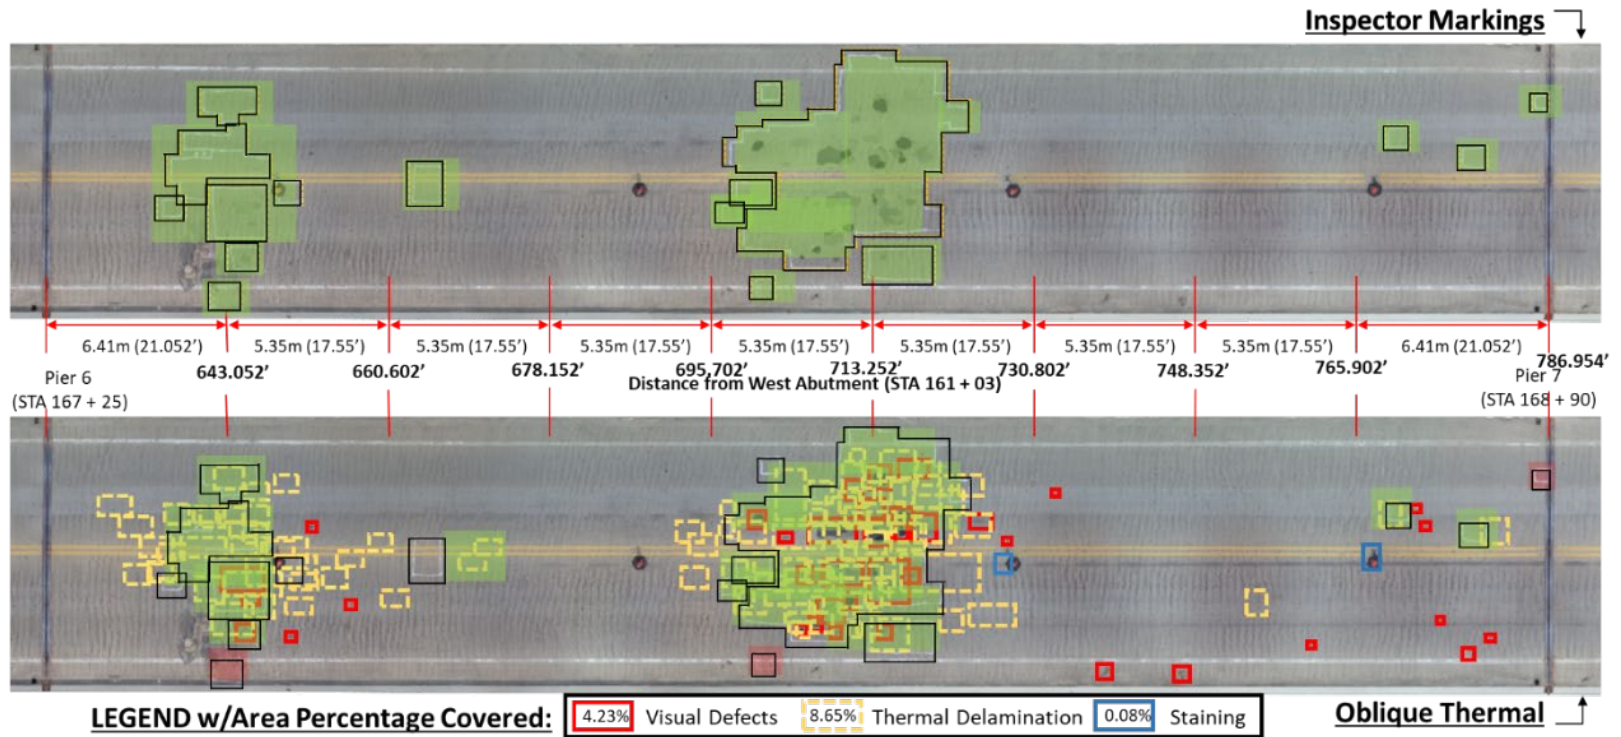 Inspector Markings
6.41m (21.052’) 5.35m (17.55’) 5.35m (17.55’) 5.35m (17.55’) 5.35m (17.55’) 5.35m (17.55’) 5.35m (17.55’) 5.35m (17.55’) 6.41m (21.052’)
643.052’ 660.602’ 678.152’ 695.702’ 713.252’ 730.802’ 748.352’ 765.902’ 786.954’
Distance from West Abutment (STA 161 + 03)
Pier 6
(STA 167 + 25)
Pier 7
(STA 168 + 90)
LEGEND w/Area Percentage Covered: 4.23% Visual Defects 8.65% Thermal Delamination 0.08% Staining
Oblique Thermal